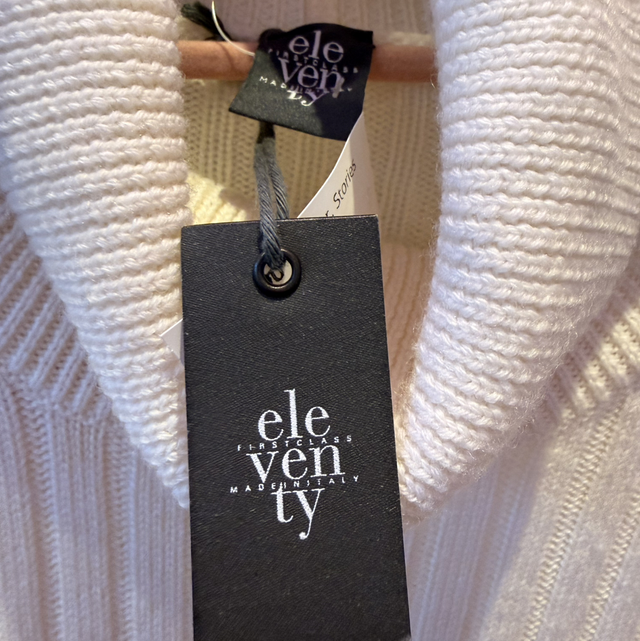 ele
FIRSTCLASS
ven
MADEINITALY
ty
Stories
ele
FIRSTCLASS
ven
MADEINITALY
ty